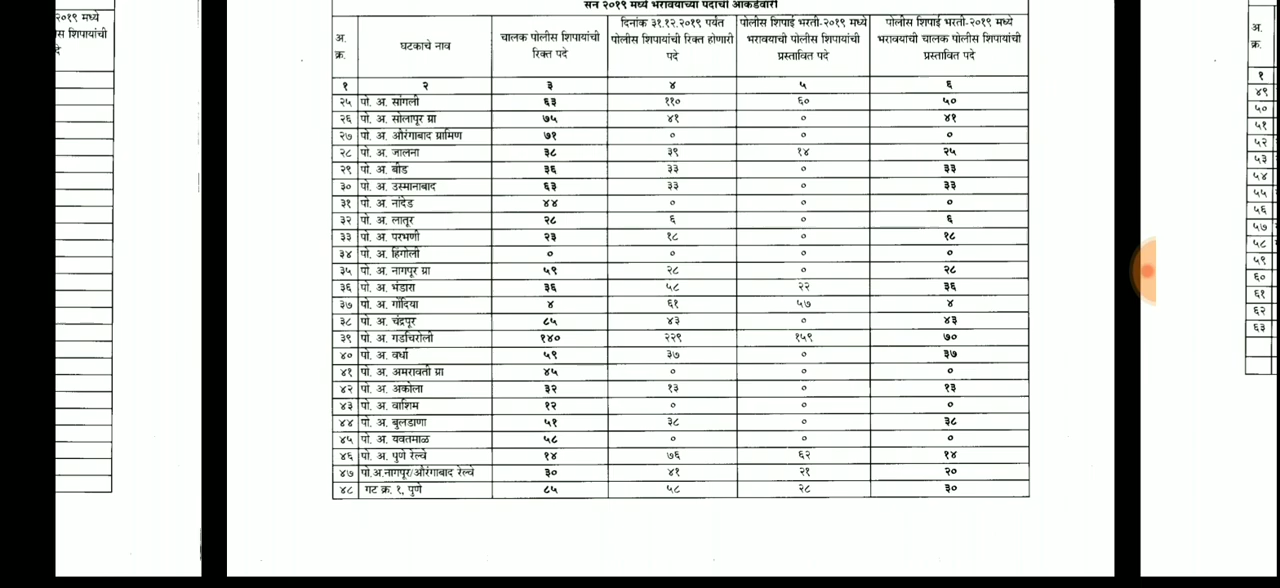 २०१९ मध्ये
स शिपायांची
दे
सन २०१९ मध्ये भरावयाच्या पदाची आकडेवारी
अ. क्र. घटकाचे नाव चालक पोलीस शिपायांची रिक्त पदे दिनांक ३१.१२.२०१९ पर्यंत पोलीस शिपायांची रिक्त होणारी पदे पोलीस शिपाई भरती-२०१९ मध्ये भरावयाची पोलीस शिपायांची प्रस्तावित पदे पोलीस शिपाई भरती-२०१९ मध्ये भरावयाची चालक पोलीस शिपायांची प्रस्तावित पदे
१ २ ३ ४ ५ ६
२५ पो. अ. सांगली ६३ ११० ६० ५०
२६ पो. अ. सोलापूर ग्रा ७५ ४१ ० ४१
२७ पो. अ. औरंगाबाद ग्रामिण ७१ ० ० ०
२८ पो. अ. जालना ३८ ३९ १४ २५
२९ पो. अ. बीड ३६ ३३ ० ३३
३० पो. अ. उस्मानाबाद ६३ ३३ ० ३३
३१ पो. अ. नांदेड ४४ ० ० ०
३२ पो. अ. लातूर २८ ६ ० ६
३३ पो. अ. परभणी २३ १८ ० १८
३४ पो. अ. हिंगोली ० ० ० ०
३५ पो. अ. नागपूर ग्रा ५९ २८ ० २८
३६ पो. अ. भंडारा ३६ ५८ २२ ३६
३७ पो. अ. गोंदिया ४ ६१ ५७ ४
३८ पो. अ. चंद्रपूर ८५ ४३ ० ४३
३९ पो. अ. गडचिरोली १४० २२९ १५९ ७०
४० पो. अ. वर्धा ५९ ३७ ० ३७
४१ पो. अ. अमरावती ग्रा ४५ ० ० ०
४२ पो. अ. अकोला ३२ १३ ० १३
४३ पो. अ. वाशिम १२ ० ० ०
४४ पो. अ. बुलडाणा ५१ ३८ ० ३८
४५ पो. अ. यवतमाळ ५८ ० ० ०
४६ पो. अ. पुणे रेल्वे १४ ७६ ६२ १४
४७ पो.अ.नागपूर/औरंगाबाद रेल्वे ३० ४१ २१ २०
४८ गट क्र. १, पुणे ८५ ५८ २८ ३०
अ.
क्र.
१
४९
५०
५१
५२
५३
५४
५५
५६
५७
५८
५९
६०
६१
६२
६३